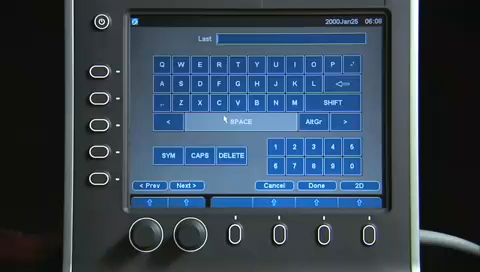 2000Jan25 06:08
Last
Q W E R T Y U I O P .·'
A S D F G H J K L
Z X C V B N M SHIFT
< SPACE AltGr >
SYM CAPS DELETE
1 2 3 4 5
6 7 8 9 0
< Prev Next > Cancel Done 2D